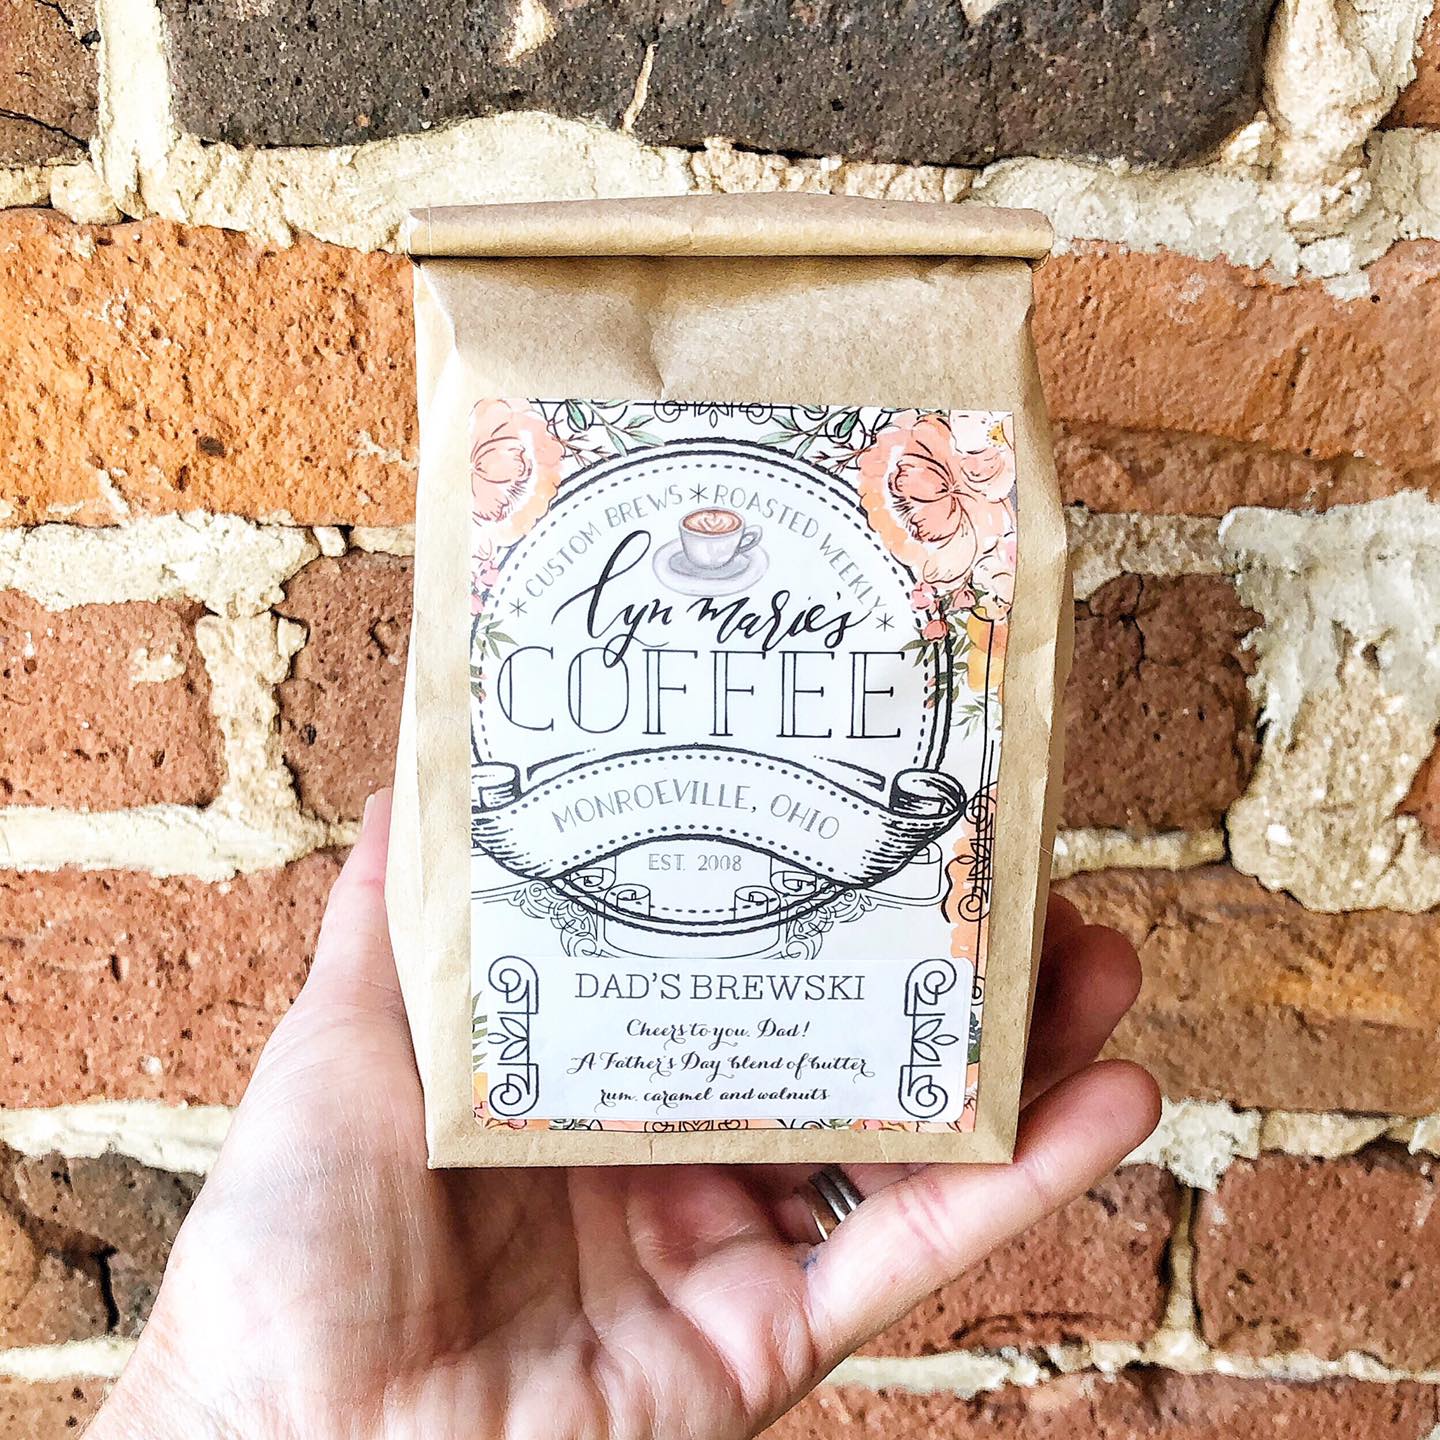 * CUSTOM BREWS * ROASTED WEEKLY *
lyn marie's
COFFEE
MONROEVILLE, OHIO
EST. 2008
DAD'S BREWSKI
Cheers to you, Dad!
A Father's Day blend of butter
rum, caramel and walnuts